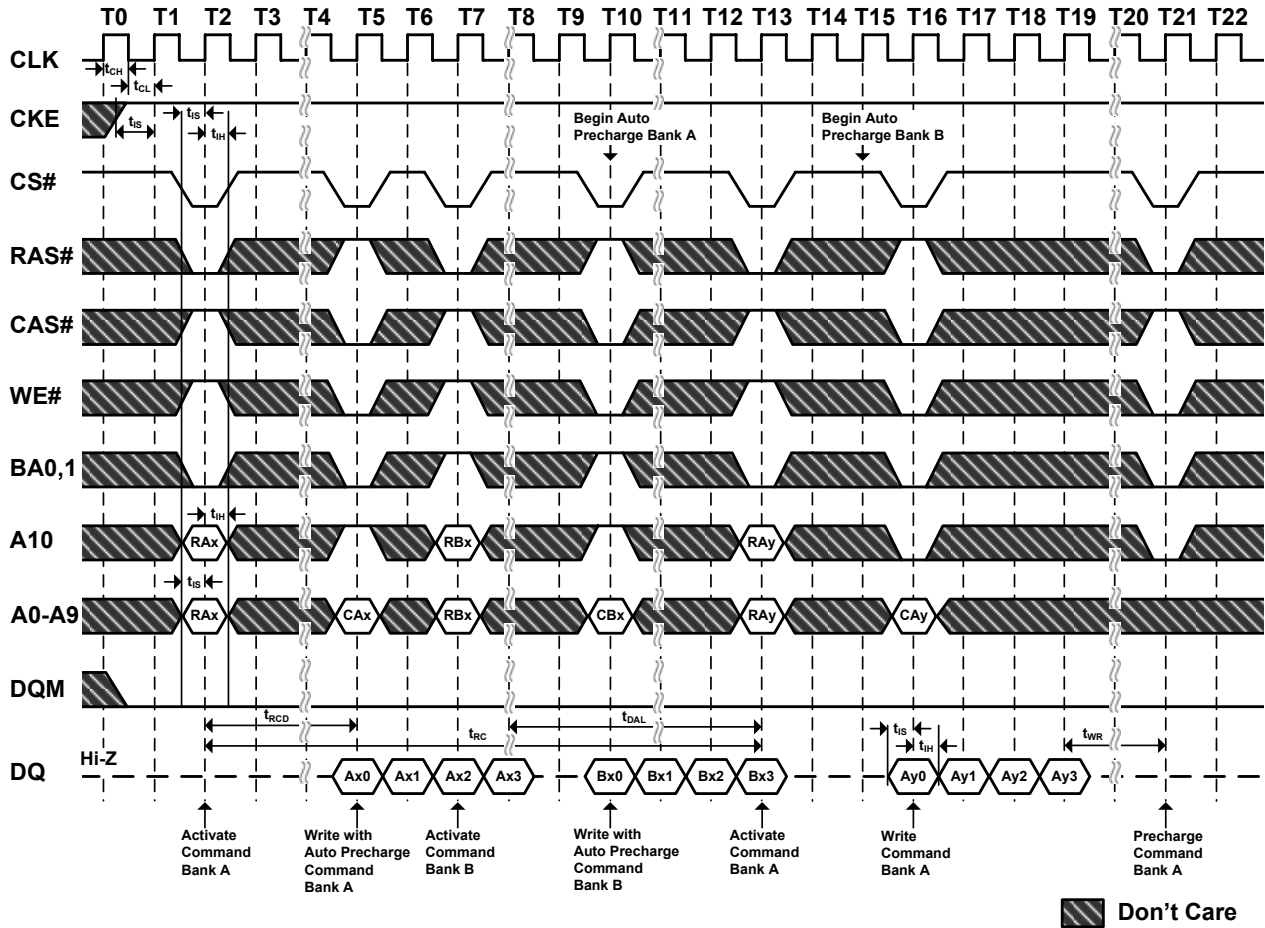 T0 T1 T2 T3 T4 T5 T6 T7 T8 T9 T10 T11 T12 T13 T14 T15 T16 T17 T18 T19 T20 T21 T22
CLK
tCH
tCL
CKE
tIS
tIS
tIH
Begin Auto
Precharge Bank A
Begin Auto
Precharge Bank B
CS#
RAS#
CAS#
WE#
BA0,1
tIH
A10
RAx RBx RAy
tIS
A0-A9
RAx CAx RBx CBx RAy CAy
DQM
tRCD
tDAL
tRC
tIS
tIH
tWR
Hi-Z
DQ
Ax0 Ax1 Ax2 Ax3 Bx0 Bx1 Bx2 Bx3 Ay0 Ay1 Ay2 Ay3
Activate
Command
Bank A
Write with
Auto Precharge
Command
Bank A
Activate
Command
Bank B
Write with
Auto Precharge
Command
Bank B
Activate
Command
Bank A
Write
Command
Bank A
Precharge
Command
Bank A
Don't Care